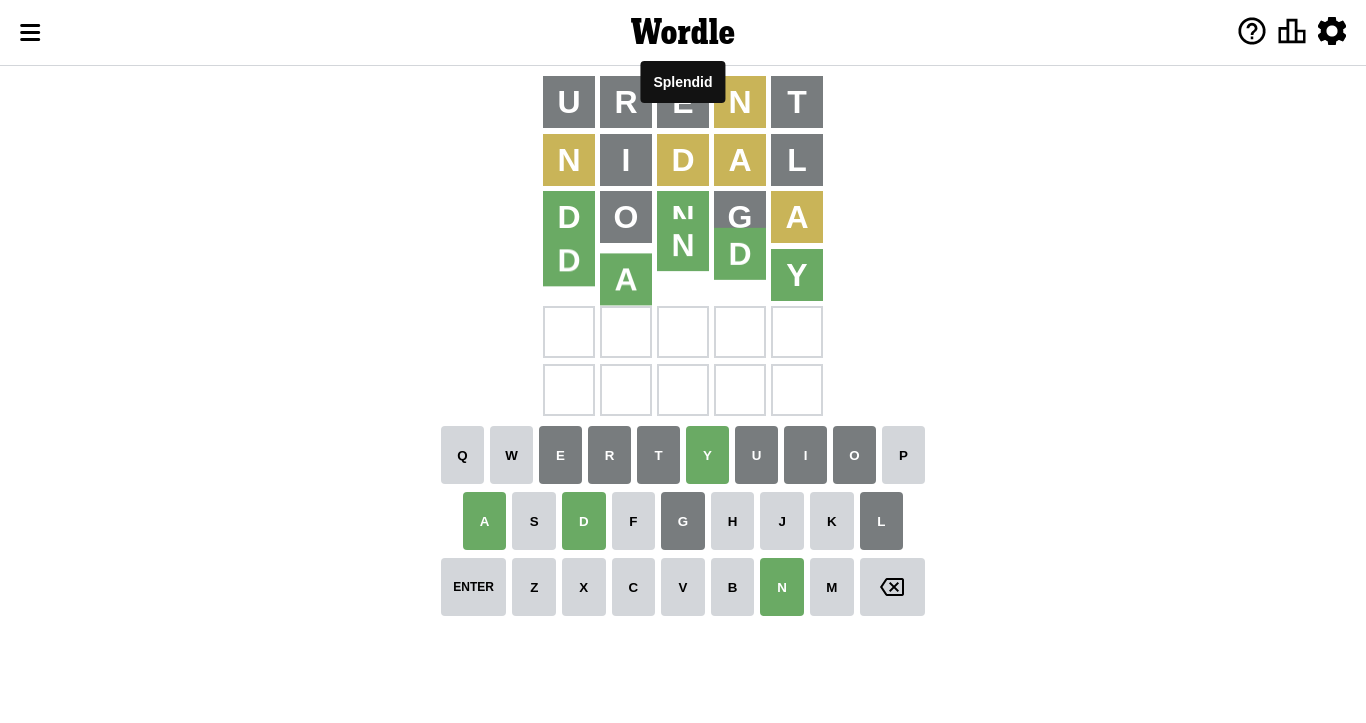 Wordle
Splendid
U R E N T
N I D A L
D O N G A
D A N D Y
Q W E R T Y U I O P
A S D F G H J K L
ENTER Z X C V B N M